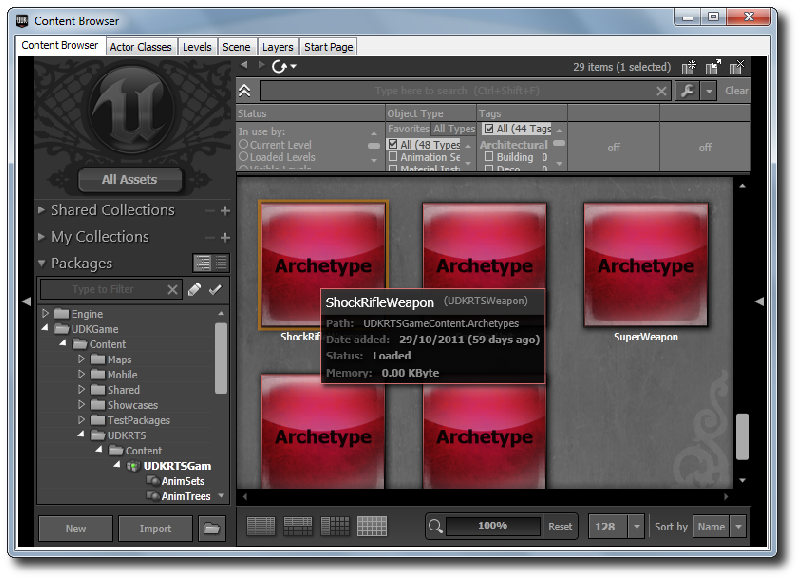 Content Browser
Content Browser Actor Classes Levels Scene Layers Start Page
29 items (1 selected)
Type here to search (Ctrl+Shift+F)
Clear
Status
Object Type
Tags
In use by:
Current Level
Loaded Levels
Visible Levels
Favorites All Types
All (48 Types
Animation Se
Material Inst
All (44 Tags
Architectural
Building 0
Deco
off
off
All Assets
Shared Collections
My Collections
Packages
Type to Filter
Engine
UDKGame
Content
Maps
Mobile
Shared
Showcases
TestPackages
UDKRTS
Content
UDKRTSGam
AnimSets
AnimTrees
New
Import
Archetype
Archetype
Archetype
ShockRif
SuperWeapon
ShockRifleWeapon (UDKRTSWeapon)
Path: UDKRTSGameContent.Archetypes
Date added: 29/10/2011 (59 days ago)
Status: Loaded
Memory: 0.00 KByte
Archetype
Archetype
100%
Reset
128
Sort by
Name